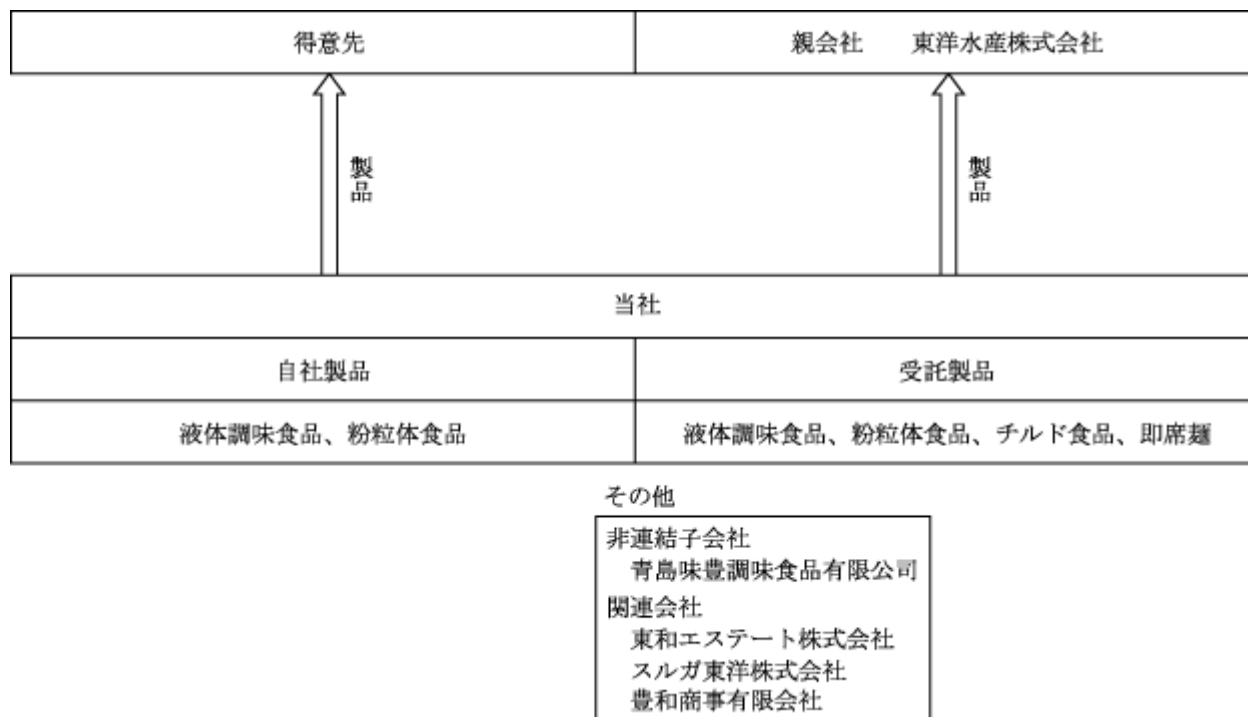 得意先
親会社 東洋水産株式会社
製品
製品
当社
自社製品
受託製品
液体調味食品、粉粒体食品
液体調味食品、粉粒体食品、チルド食品、即席麺
その他
非連結子会社
青島味豊調味食品有限公司
関連会社
東和エステート株式会社
スルガ東洋株式会社
豊和商事有限会社